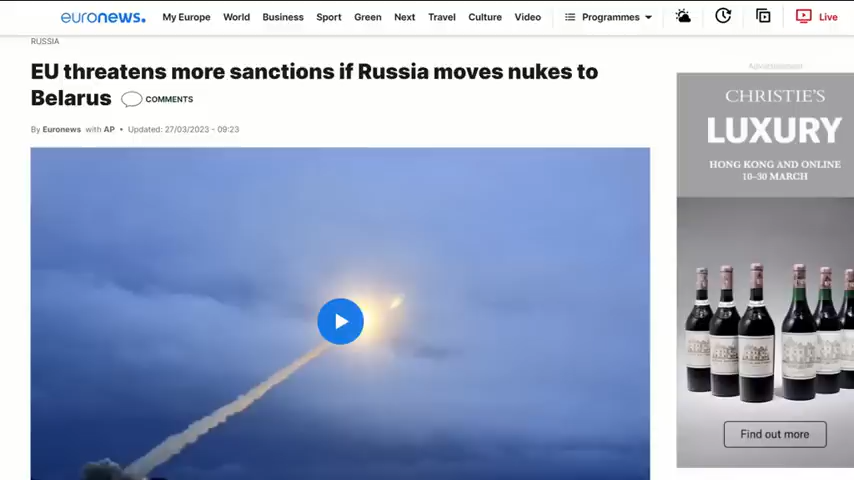 euronews.
My Europe World Business Sport Green Next Travel Culture Video Programmes Live
RUSSIA
EU threatens more sanctions if Russia moves nukes to
Belarus COMMENTS
By Euronews with AP • Updated: 27/03/2023 - 09:23
Advertisement
CHRISTIE'S
LUXURY
HONG KONG AND ONLINE
10–30 MARCH
Find out more